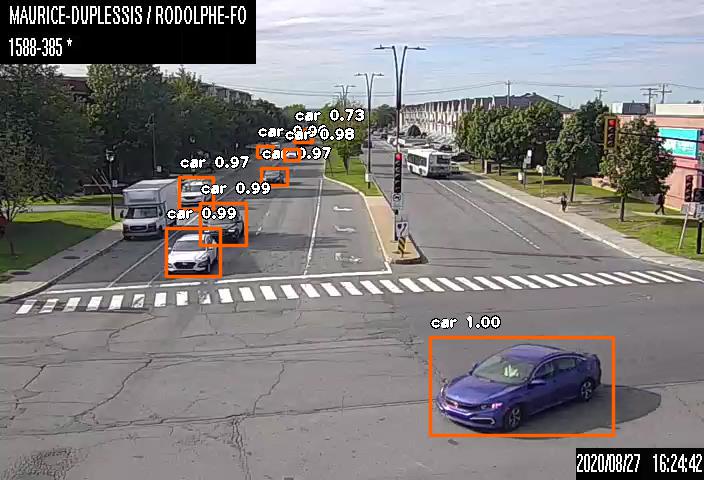 MAURICE-DUPLESSIS / RODOLPHE-FO
1588-385 *
car 0.73
car 0.98
car 0.97
car 0.97
car 0.99
car 0.99
car 1.00
2020/08/27 16:24:42